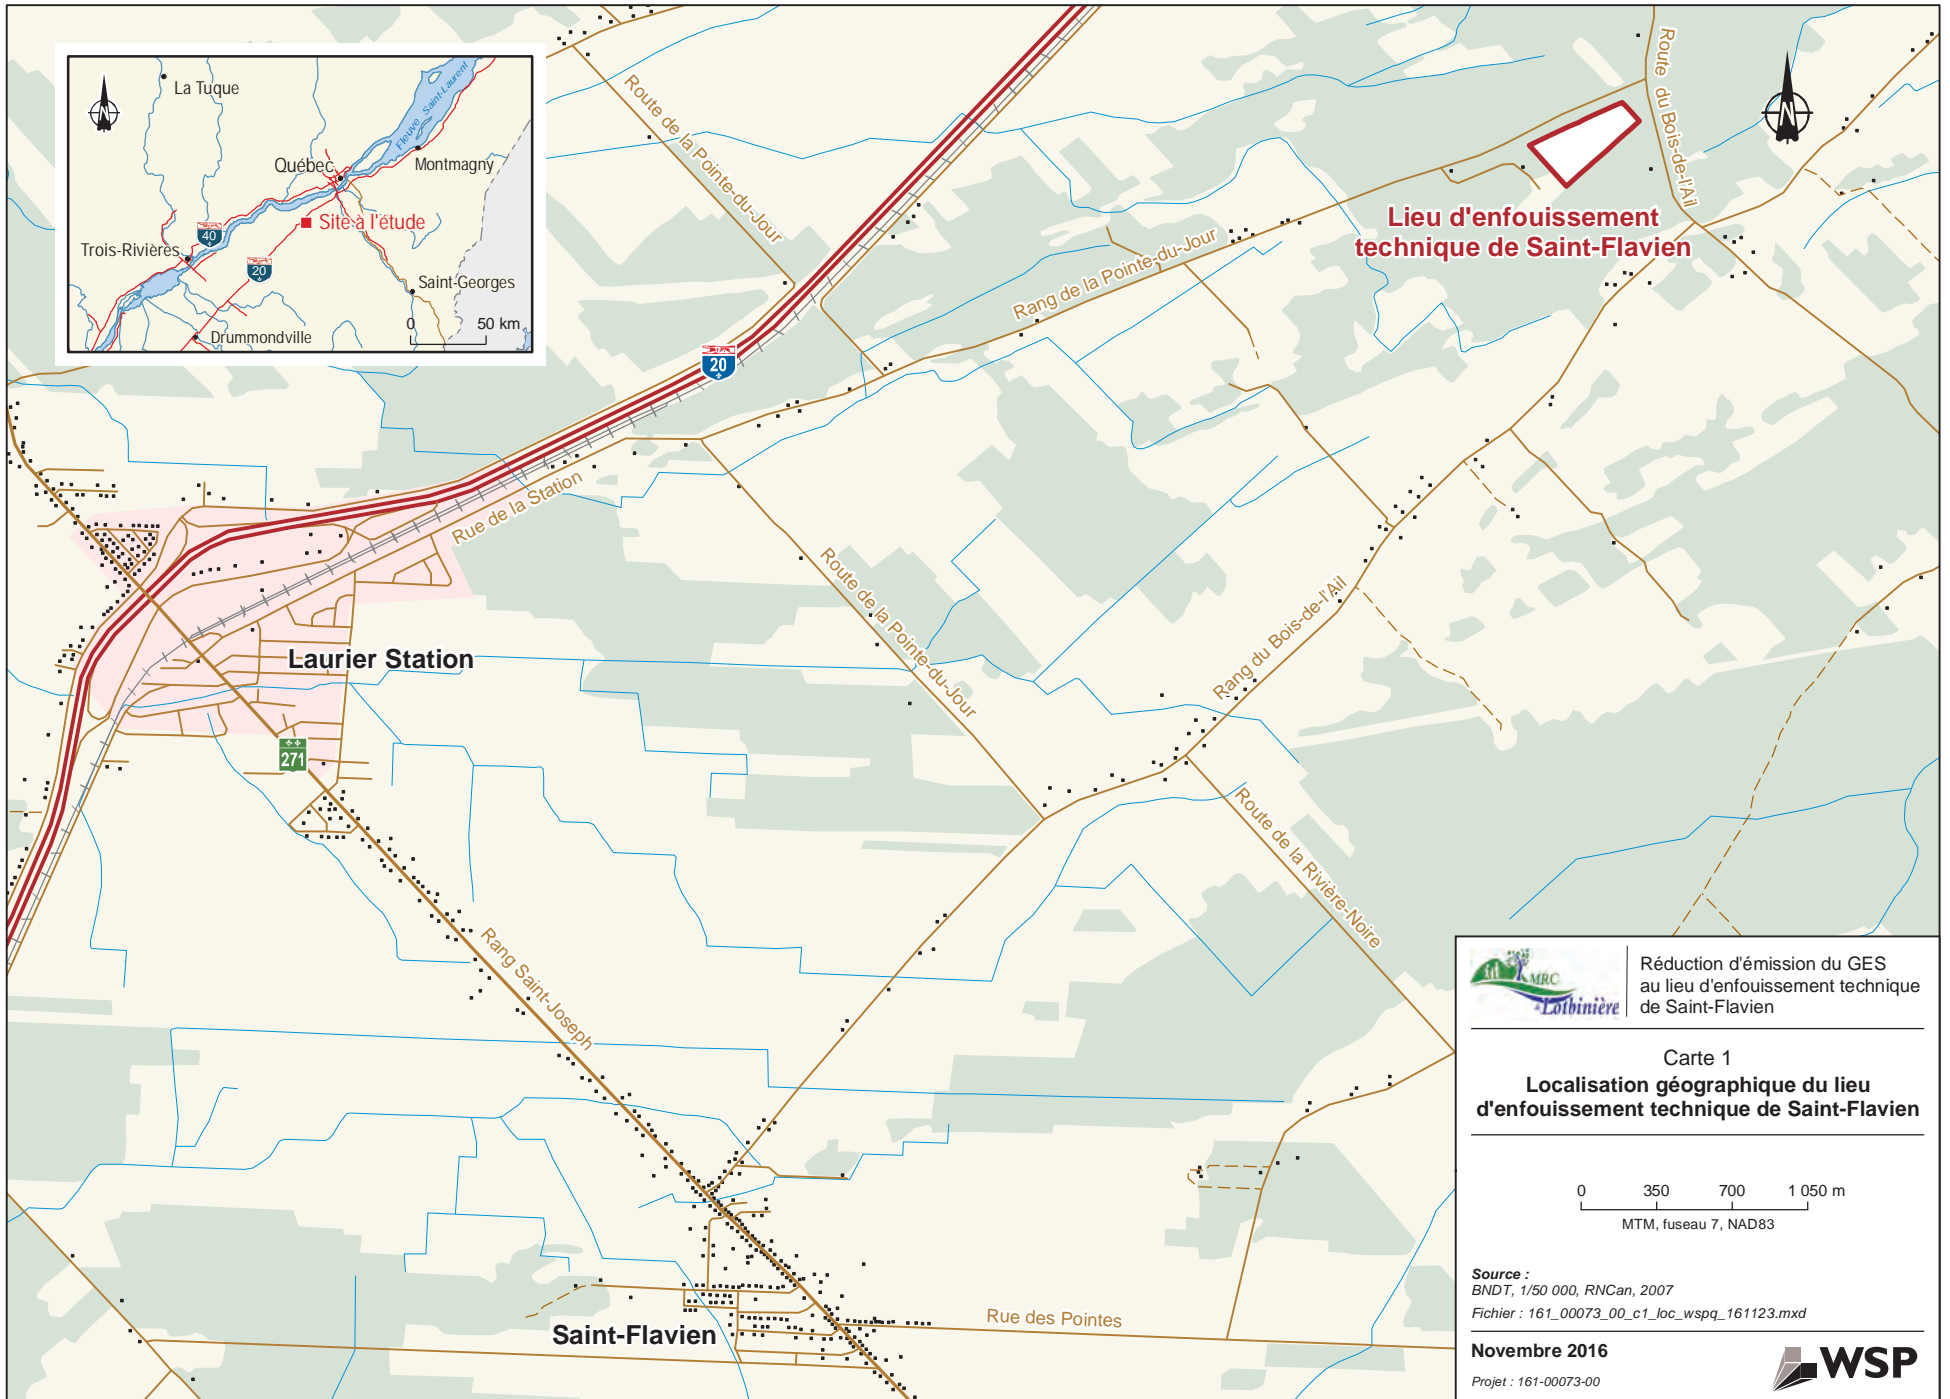 La Tuque
Fleuve Saint-Laurent
Québec
Montmagny
Site à l'étude
40
Trois-Rivières
20
Saint-Georges
0 50 km
Drummondville
Route de la Pointe-du-Jour
Route du Bois-de-l'Ail
Lieu d'enfouissement
technique de Saint-Flavien
Rang de la Pointe-du-Jour
20
Rue de la Station
Route de la Pointe-du-Jour
Rang du Bois-de-l'Ail
Laurier Station
271
Route de la Rivière-Noire
Rang Saint-Joseph
Rue des Pointes
Saint-Flavien
MRC
Lotbinière
Réduction d'émission du GES
au lieu d'enfouissement technique
de Saint-Flavien
Carte 1
Localisation géographique du lieu
d'enfouissement technique de Saint-Flavien
0 350 700 1 050 m
MTM, fuseau 7, NAD83
Source :
BNDT, 1/50 000, RNCan, 2007
Fichier : 161_00073_00_c1_loc_wspq_161123.mxd
Novembre 2016
Projet : 161-00073-00
WSP
N